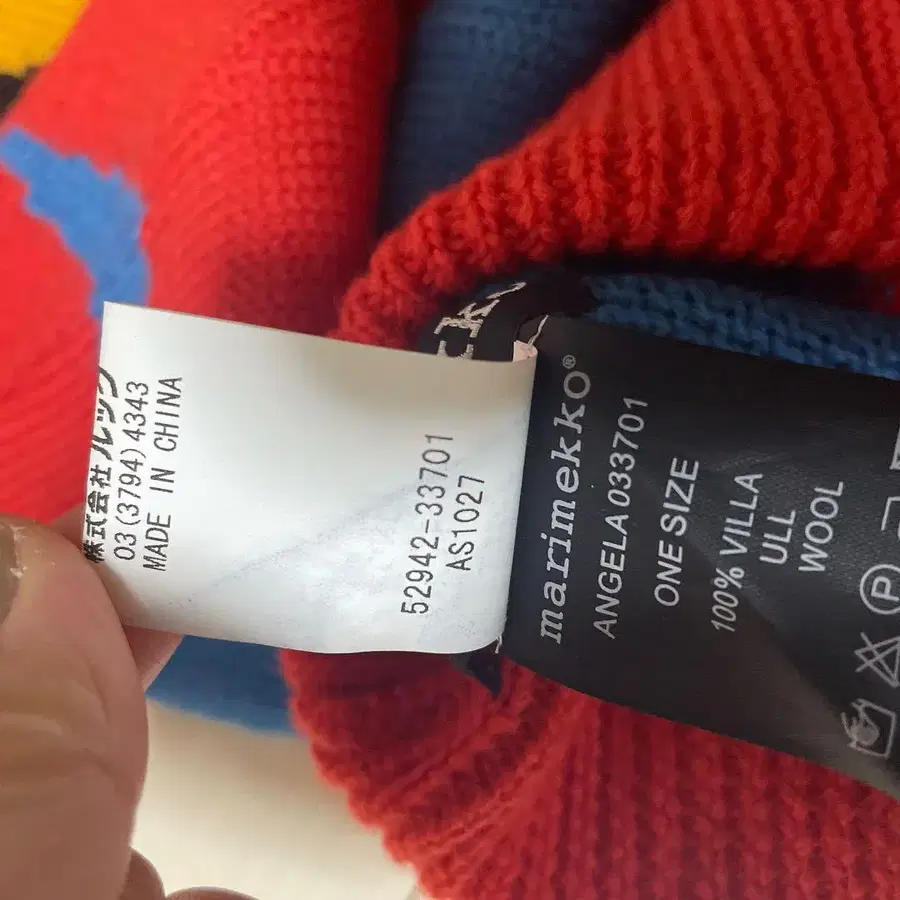 株式会社ルック
03(3794)4343
MADE IN CHINA
52942-33701
AS1027
marimekko®
ANGELA 033701
ONE SIZE
100% VILLA
ULL
WOOL
P